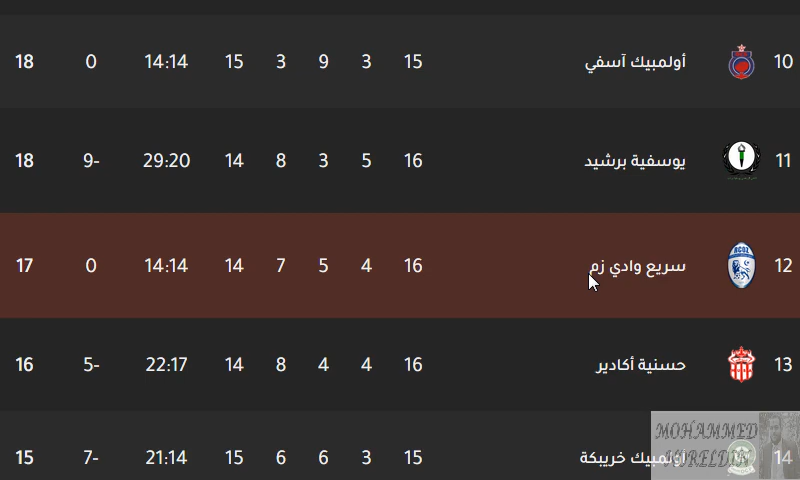 10 أولمبيك آسفي 15 3 9 3 15 14:14 0 18
11 يوسفية برشيد 16 5 3 8 14 29:20 9- 18
12 سريع وادي زم 16 4 5 7 14 14:14 0 17
13 حسنية أكادير 16 4 4 8 14 22:17 5- 16
14 أولمبيك خريبكة 15 3 6 6 15 21:14 7- 15
RCOZ
MOHAMMED
NOREDDIN